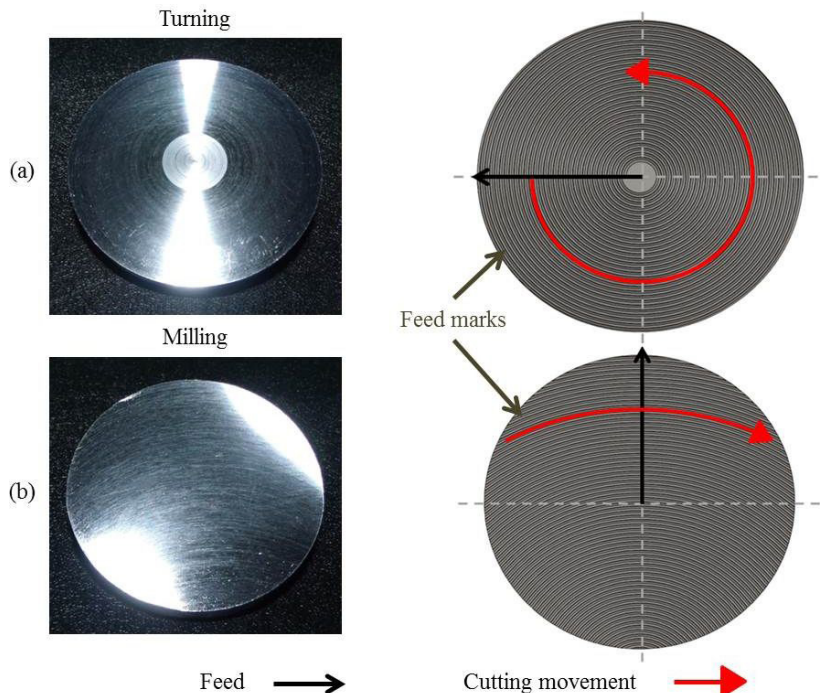 Turning
(a)
Feed marks
Milling
(b)
Feed
Cutting movement